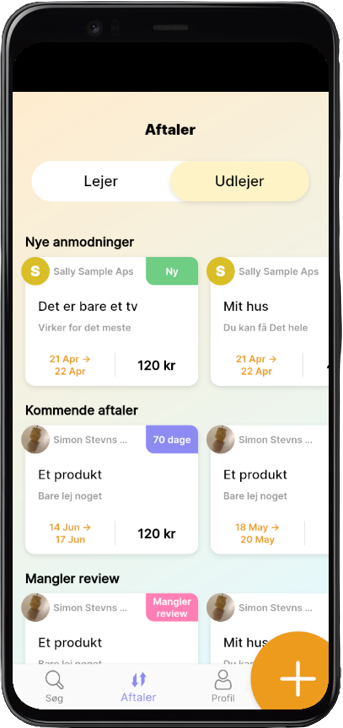 Aftaler
Lejer
Udlejer
Nye anmodninger
S Sally Sample Aps
Ny
Det er bare et tv
Virker for det meste
21 Apr →
22 Apr
120 kr
S Sally Sample Aps
Mit hus
Du kan få Det hele
21 Apr →
22 Apr
Kommende aftaler
Simon Stevns ...
70 dage
Et produkt
Bare lej noget
14 Jun →
17 Jun
120 kr
Simon Stevns ...
Et produkt
Bare lej noget
18 May →
20 May
Mangler review
Simon Stevns ...
Mangler
review
Et produkt
Bare lej noget
Simon Stevns ...
Mit hus
Du kan
Søg
Aftaler
Profil